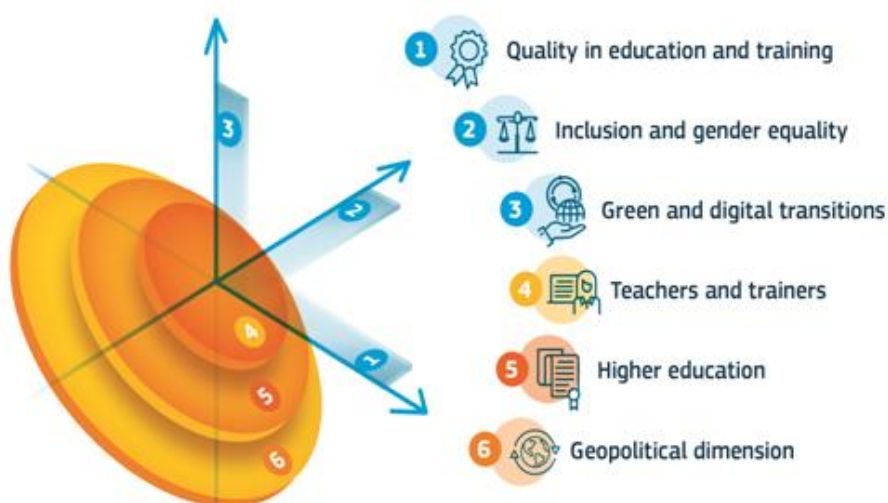 1 Quality in education and training
2 Inclusion and gender equality
3 Green and digital transitions
4 Teachers and trainers
5 Higher education
6 Geopolitical dimension
3
2
1
4
5
6